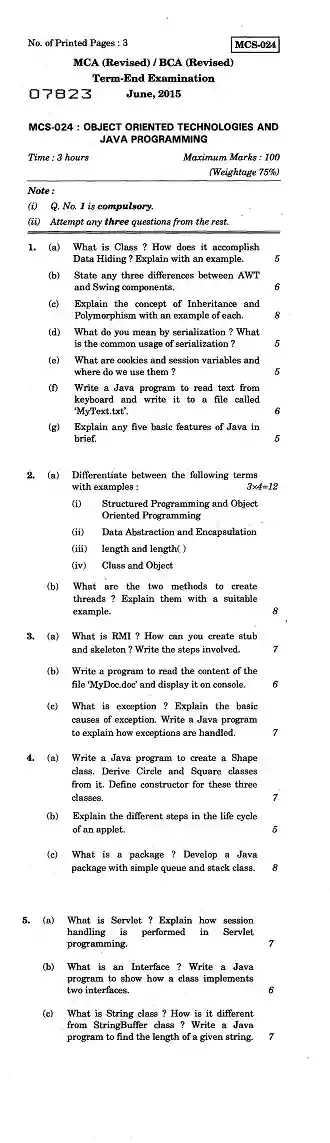 No. of Printed Pages : 3 MCS-024
MCA (Revised) / BCA (Revised)
Term-End Examination
07823 June, 2015
MCS-024 : OBJECT ORIENTED TECHNOLOGIES AND
JAVA PROGRAMMING
Time : 3 hours Maximum Marks : 100
(Weightage 75%)
Note :
(i) Q. No. 1 is compulsory.
(ii) Attempt any three questions from the rest.
1. (a) What is Class ? How does it accomplish
Data Hiding ? Explain with an example. 5
(b) State any three differences between AWT
and Swing components. 6
(c) Explain the concept of Inheritance and
Polymorphism with an example of each. 8
(d) What do you mean by serialization ? What
is the common usage of serialization ? 5
(e) What are cookies and session variables and
where do we use them ? 5
(f) Write a Java program to read text from
keyboard and write it to a file called
'MyText.txt'. 6
(g) Explain any five basic features of Java in
brief. 5
2. (a) Differentiate between the following terms
with examples : 3×4=12
(i) Structured Programming and Object
Oriented Programming
(ii) Data Abstraction and Encapsulation
(iii) length and length( )
(iv) Class and Object
(b) What are the two methods to create
threads ? Explain them with a suitable
example. 8
3. (a) What is RMI ? How can you create stub
and skeleton ? Write the steps involved. 7
(b) Write a program to read the content of the
file 'MyDoc.doc' and display it on console. 6
(c) What is exception ? Explain the basic
causes of exception. Write a Java program
to explain how exceptions are handled. 7
4. (a) Write a Java program to create a Shape
class. Derive Circle and Square classes
from it. Define constructor for these three
classes. 7
(b) Explain the different steps in the life cycle
of an applet. 5
(c) What is a package ? Develop a Java
package with simple queue and stack class. 8
5. (a) What is Servlet ? Explain how session
handling is performed in Servlet
programming. 7
(b) What is an Interface ? Write a Java
program to show how a class implements
two interfaces. 6
(c) What is String class ? How is it different
from StringBuffer class ? Write a Java
program to find the length of a given string. 7